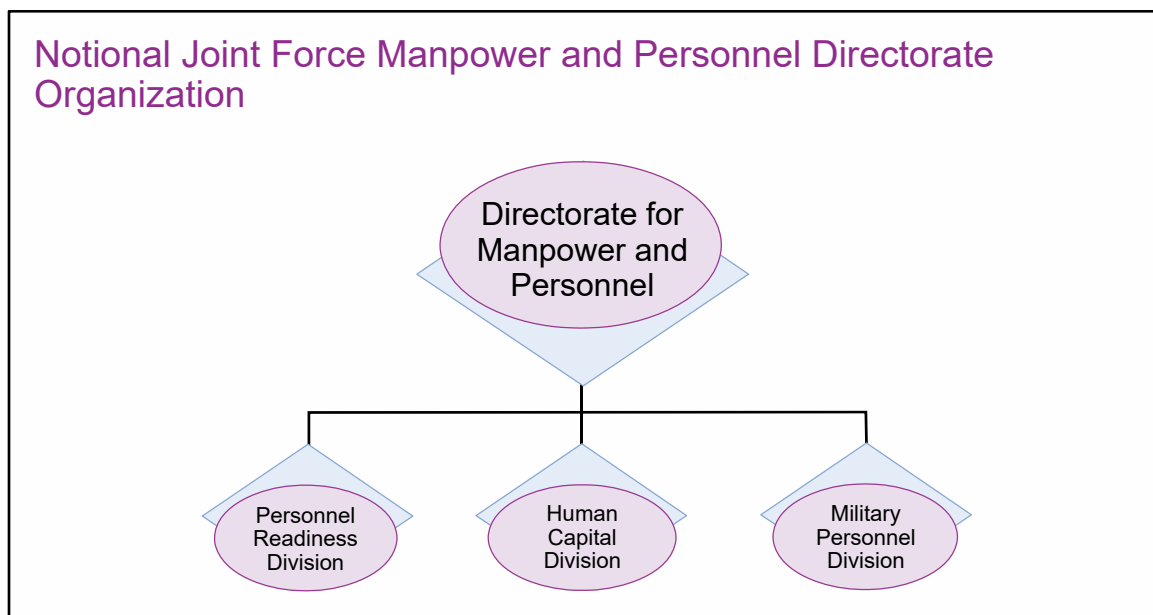 Notional Joint Force Manpower and Personnel Directorate
Organization
Directorate for
Manpower and
Personnel
Personnel
Readiness
Division
Human
Capital
Division
Military
Personnel
Division